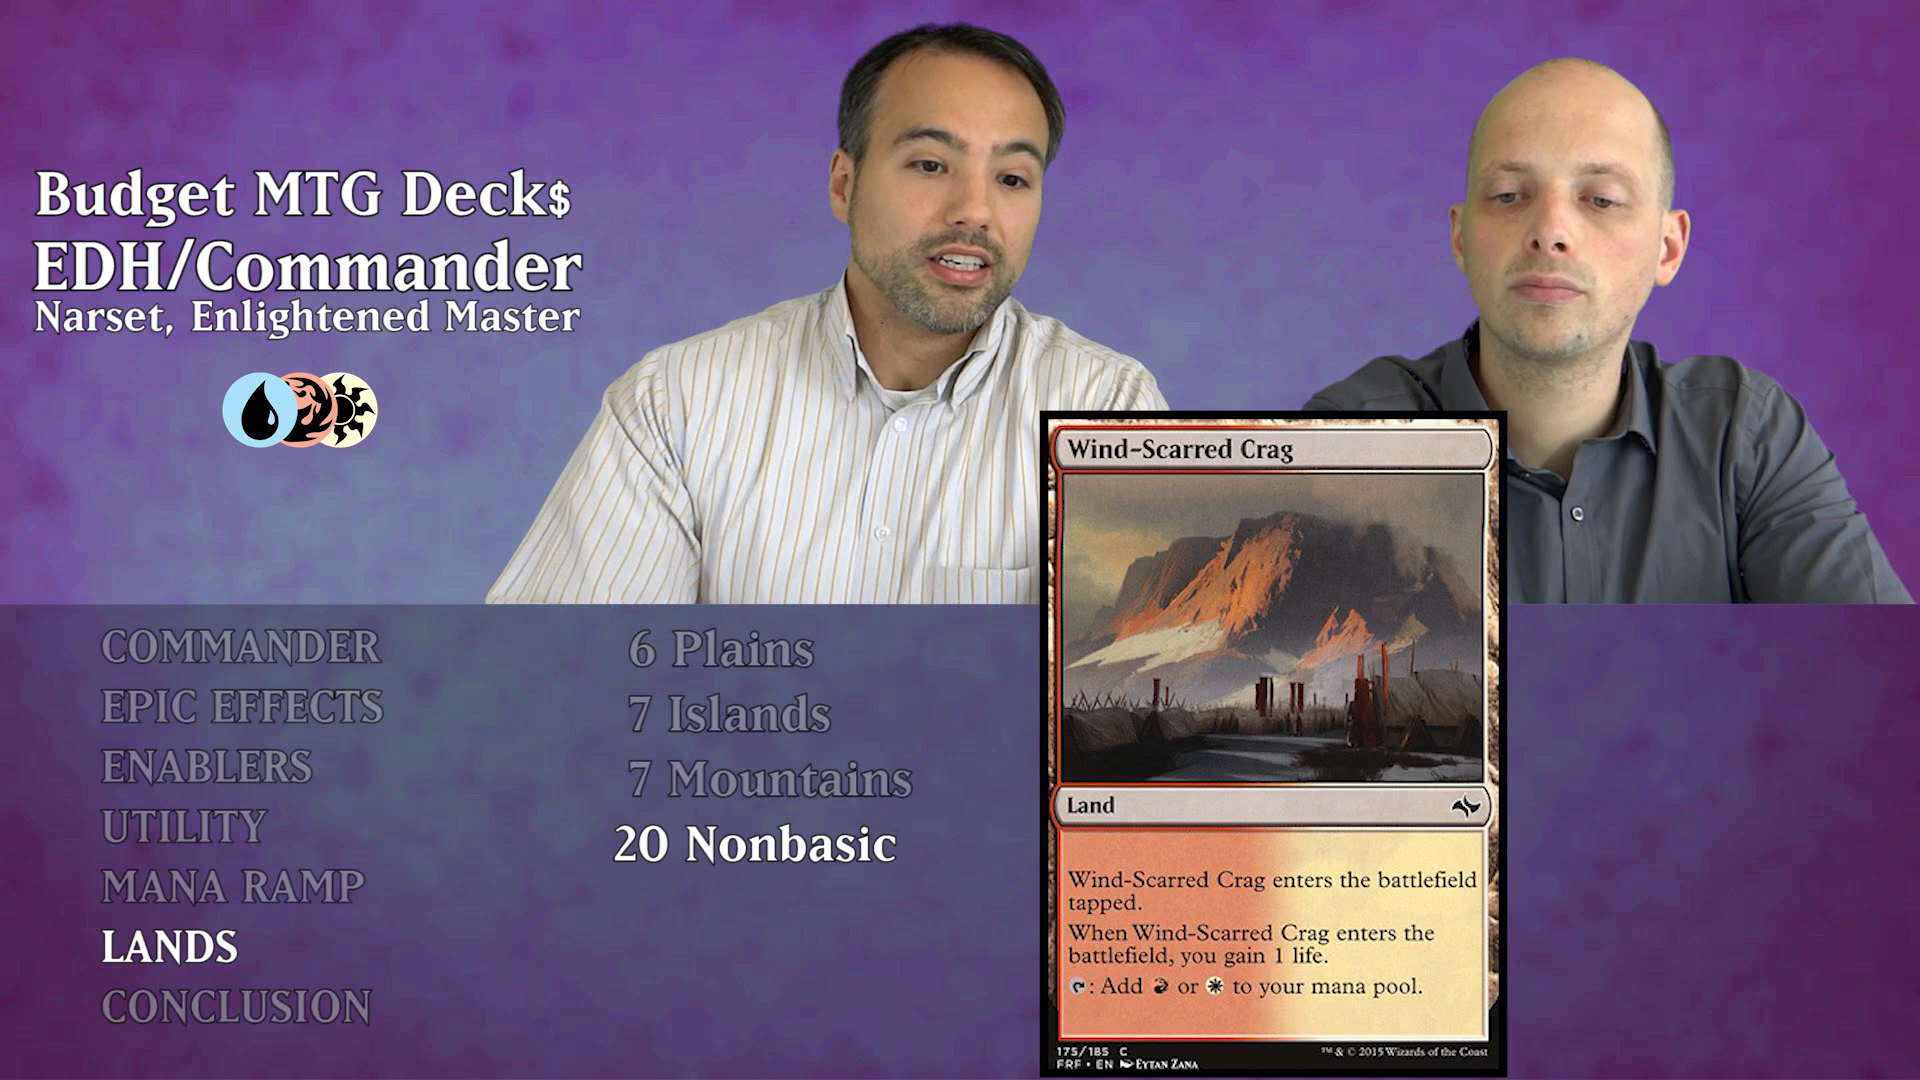 Budget MTG Deck$
EDH/Commander
Narset, Enlightened Master
COMMANDER
EPIC EFFECTS
ENABLERS
UTILITY
MANA RAMP
LANDS
CONCLUSION
6 Plains
7 Islands
7 Mountains
20 Nonbasic
Wind-Scarred Crag
Land
Wind-Scarred Crag enters the battlefield
tapped.
When Wind-Scarred Crag enters the
battlefield, you gain 1 life.
: Add or to your mana pool.
175/185 C
FRF • EN EYTAN ZANA
™ & © 2015 Wizards of the Coast